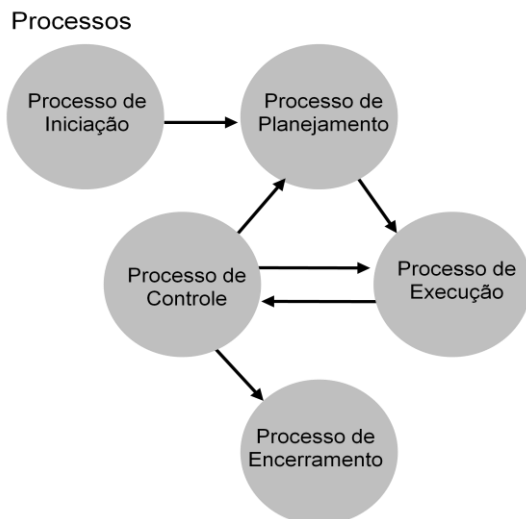 Processos
Processo de
Iniciação
Processo de
Planejamento
Processo de
Controle
Processo de
Execução
Processo de
Encerramento